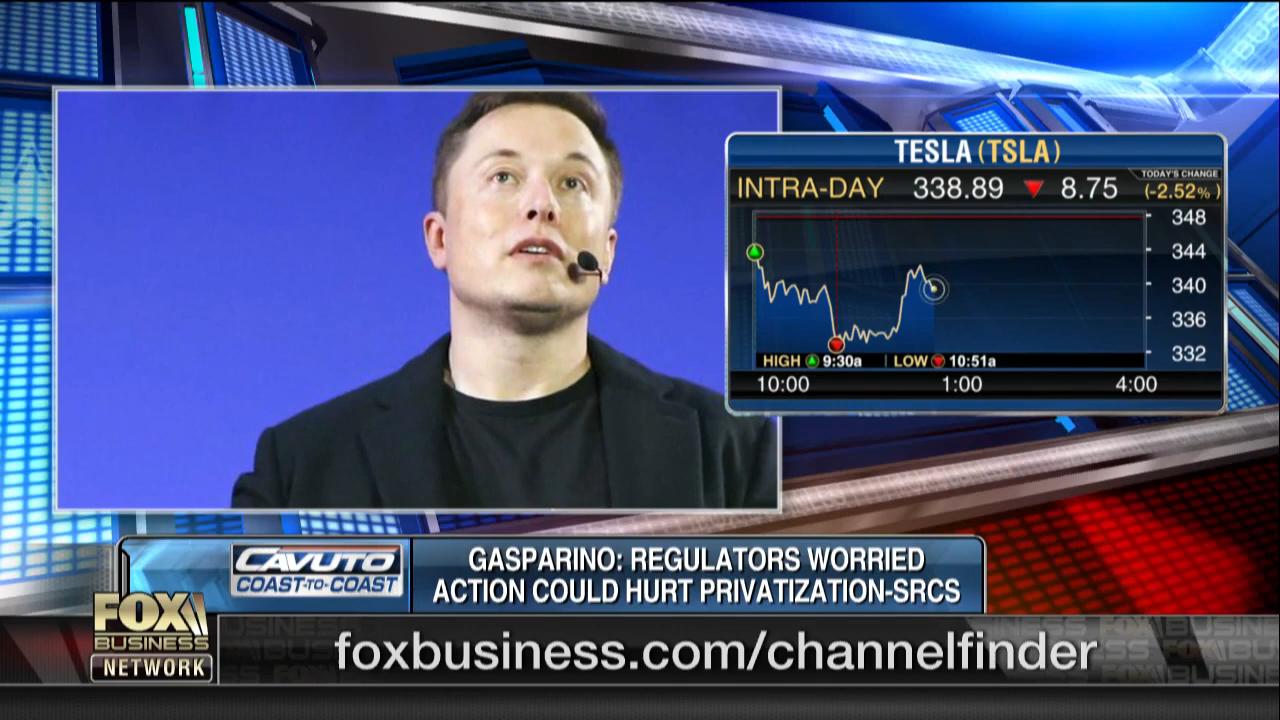 TESLA (TSLA)
INTRA-DAY 338.89 ▼ 8.75
TODAY'S CHANGE
(-2.52%)
348
344
340
336
332
HIGH 9:30a | LOW 10:51a
10:00 1:00 4:00
CAVUTO
COAST-TO-COAST
GASPARINO: REGULATORS WORRIED
ACTION COULD HURT PRIVATIZATION-SRCS
FOX
BUSINESS
NETWORK
foxbusiness.com/channelfinder